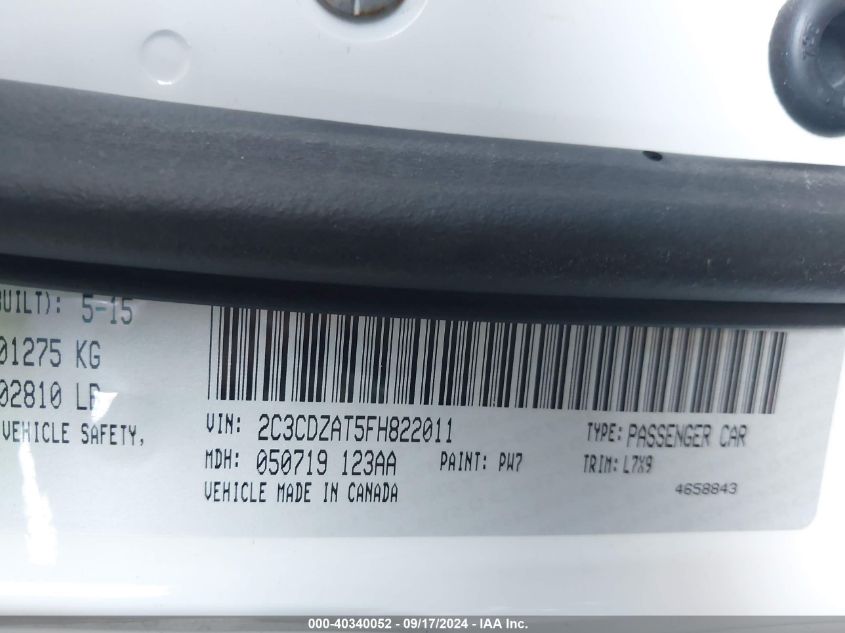 BUILT): 5-15
01275 KG
02810 LB
VEHICLE SAFETY,
VIN: 2C3CDZAT5FH822011
TYPE: PASSENGER CAR
MDH: 050719 123AA
PAINT: PW7
TRIM: L7X9
VEHICLE MADE IN CANADA
4658843
000-40340052 - 09/17/2024 - IAA Inc.